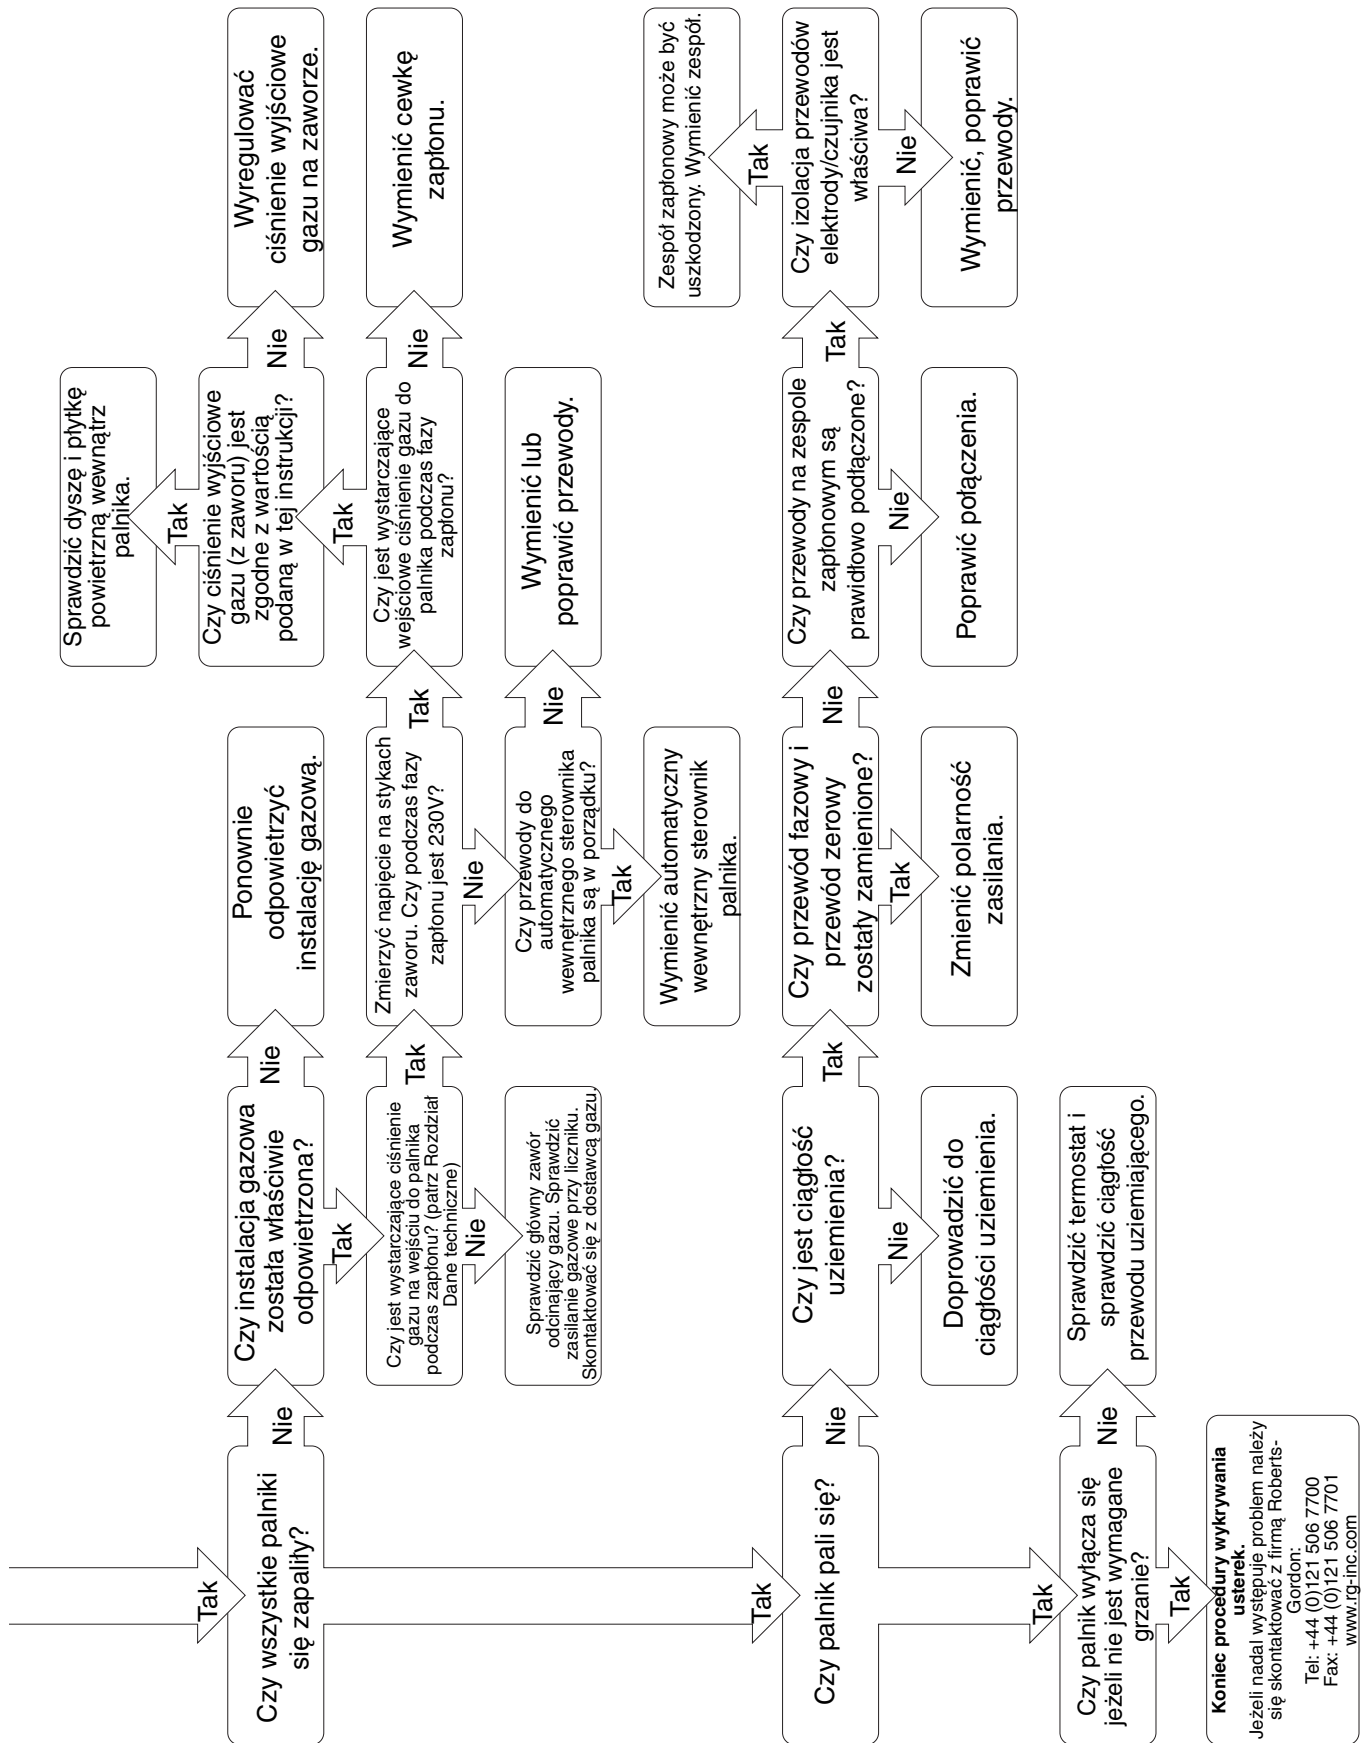 Tak
Czy wszystkie palniki
się zapaliły?
Nie
Czy instalacja gazowa
została właściwie
odpowietrzona?
Nie
Ponownie
odpowietrzyć
instalację gazową.
Tak
Czy jest wystarczające ciśnienie
gazu na wejściu do palnika
podczas zapłonu? (patrz Rozdział
Dane techniczne)
Nie
Sprawdzić główny zawór
odcinający gazu. Sprawdzić
zasilanie gazowe przy liczniku.
Skontaktować się z dostawcą gazu.
Tak
Zmierzyć napięcie na stykach
zaworu. Czy podczas fazy
zapłonu jest 230V?
Nie
Czy przewody do
automatycznego
wewnętrznego sterownika
palnika są w porządku?
Nie
Wymienić lub
poprawić przewody.
Tak
Wymienić automatyczny
wewnętrzny sterownik
palnika.
Tak
Czy jest wystarczające
wejściowe ciśnienie gazu do
palnika podczas fazy
zapłonu?
Nie
Wymienić cewkę
zapłonu.
Tak
Czy ciśnienie wyjściowe
gazu (z zaworu) jest
zgodne z wartością
podaną w tej instrukcji?
Nie
Wyregulować
ciśnienie wyjściowe
gazu na zaworze.
Tak
Sprawdzić dyszę i płytkę
powietrzną wewnątrz
palnika.
Tak
Czy palnik pali się?
Nie
Czy jest ciągłość
uziemienia?
Nie
Doprowadzić do
ciągłości uziemienia.
Tak
Czy przewód fazowy i
przewód zerowy
zostały zamienione?
Tak
Zmienić polarność
zasilania.
Nie
Czy przewody na zespole
zapłonowym są
prawidłowo podłączone?
Nie
Poprawić połączenia.
Tak
Czy izolacja przewodów
elektrody/czujnika jest
właściwa?
Tak
Zespół zapłonowy może być
uszkodzony. Wymienić zespół.
Nie
Wymienić, poprawić
przewody.
Tak
Czy palnik wyłącza się
jeżeli nie jest wymagane
grzanie?
Nie
Sprawdzić termostat i
sprawdzić ciągłość
przewodu uziemiającego.
Tak
Koniec procedury wykrywania
usterek.
Jeżeli nadal występuje problem należy
się skontaktować z firmą Roberts-
Gordon:
Tel: +44 (0)121 506 7700
Fax: +44 (0)121 506 7701
www.rg-inc.com